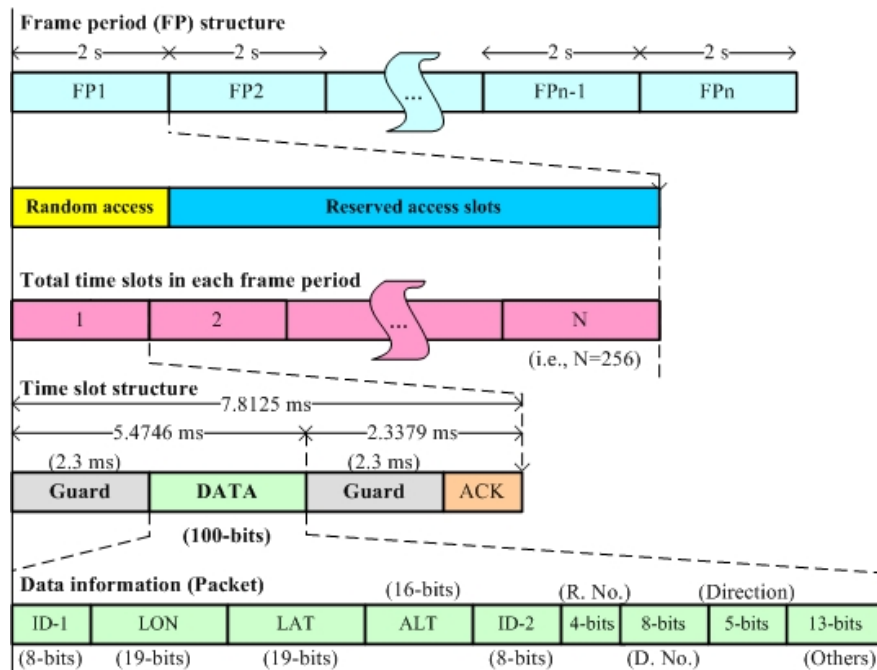 Frame period (FP) structure
2 s 2 s 2 s 2 s
FP1 FP2 ... FPn-1 FPn
Random access Reserved access slots
Total time slots in each frame period
1 2 ... N
(i.e., N=256)
Time slot structure
7.8125 ms
5.4746 ms 2.3379 ms
(2.3 ms) (2.3 ms)
Guard DATA Guard ACK
(100-bits)
Data information (Packet) (16-bits) (R. No.) (Direction)
ID-1 LON LAT ALT ID-2 4-bits 8-bits 5-bits 13-bits
(8-bits) (19-bits) (19-bits) (8-bits) (D. No.) (Others)